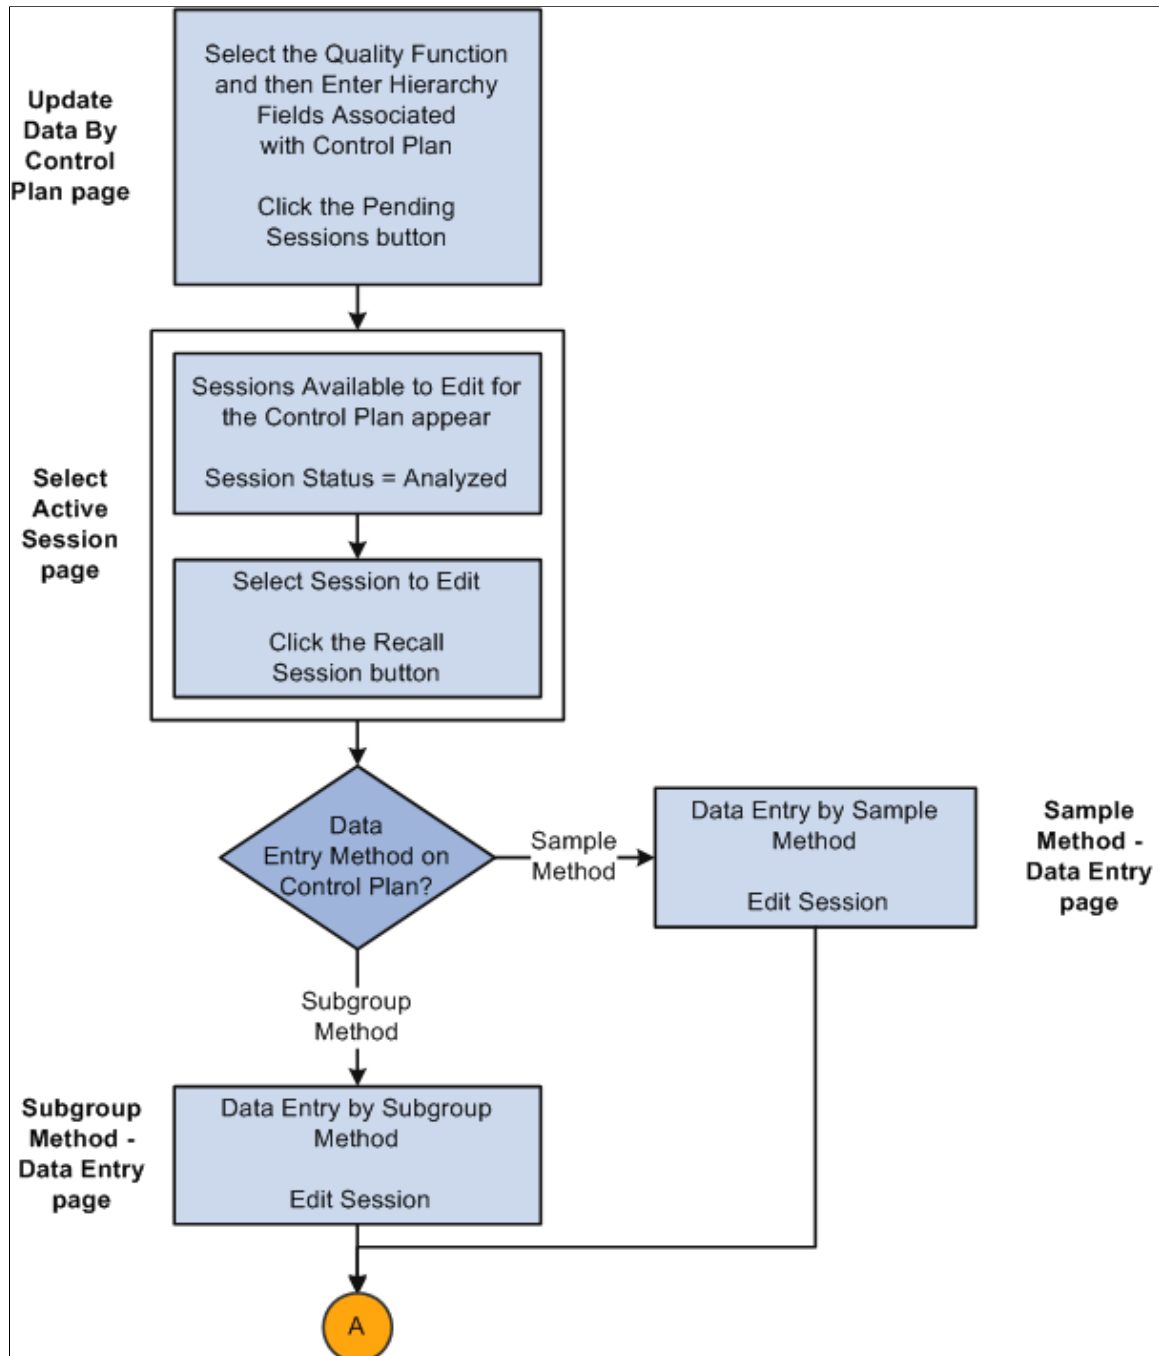 Update
Data By
Control
Plan page
Select the Quality Function
and then Enter Hierarchy
Fields Associated
with Control Plan
Click the Pending
Sessions button
Select
Active
Session
page
Sessions Available to Edit for
the Control Plan appear
Session Status = Analyzed
Select Session to Edit
Click the Recall
Session button
Data
Entry Method on
Control Plan?
Sample
Method
Data Entry by Sample
Method
Edit Session
Sample
Method -
Data Entry
page
Subgroup
Method
Subgroup
Method -
Data Entry
page
Data Entry by Subgroup
Method
Edit Session
A